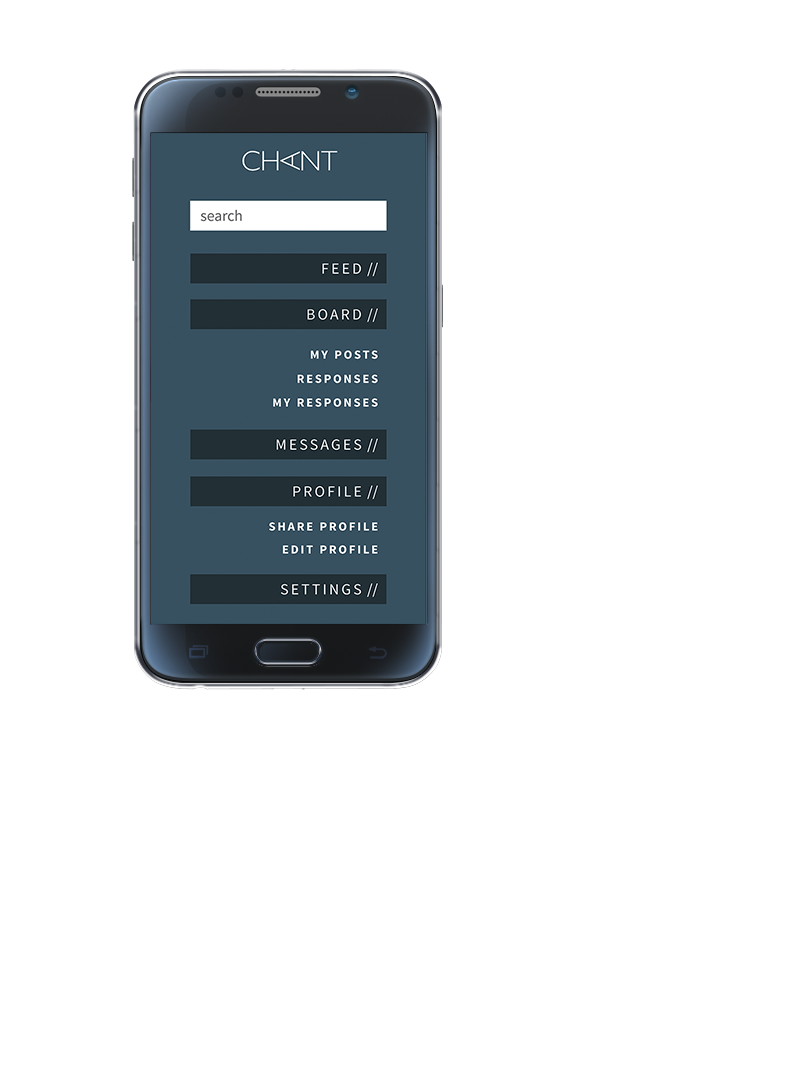 CHANT
search
FEED //
BOARD //
MY POSTS
RESPONSES
MY RESPONSES
MESSAGES //
PROFILE //
SHARE PROFILE
EDIT PROFILE
SETTINGS //